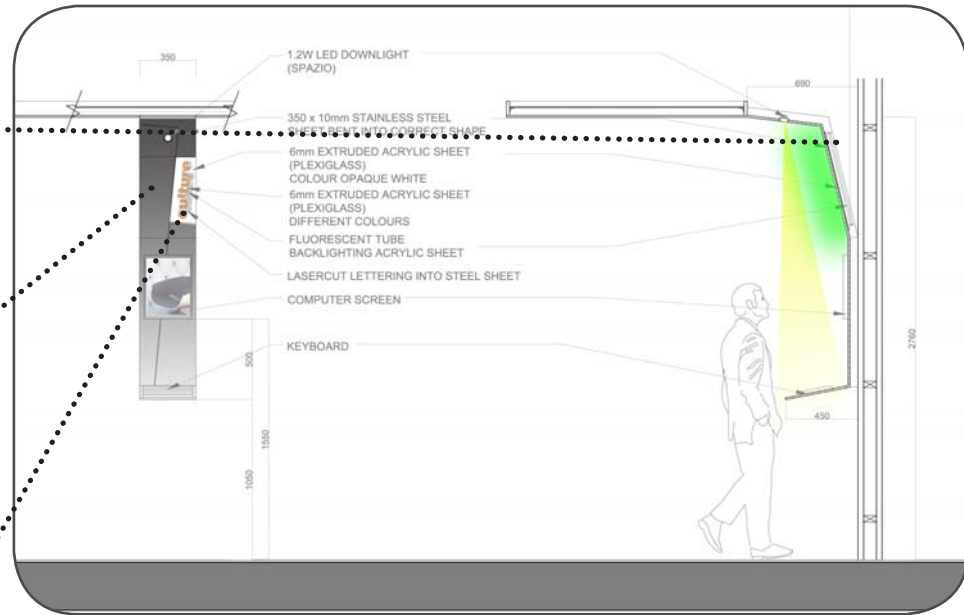 350
1.2W LED DOWNLIGHT
(SPAZIO)
690
350 x 10mm STAINLESS STEEL
SHEET BENT INTO CORRECT SHAPE
6mm EXTRUDED ACRYLIC SHEET
(PLEXIGLASS)
COLOUR OPAQUE WHITE
6mm EXTRUDED ACRYLIC SHEET
(PLEXIGLASS)
DIFFERENT COLOURS
FLUORESCENT TUBE
BACKLIGHTING ACRYLIC SHEET
LASERCUT LETTERING INTO STEEL SHEET
COMPUTER SCREEN
KEYBOARD
culture
500
1550
1050
450
2760